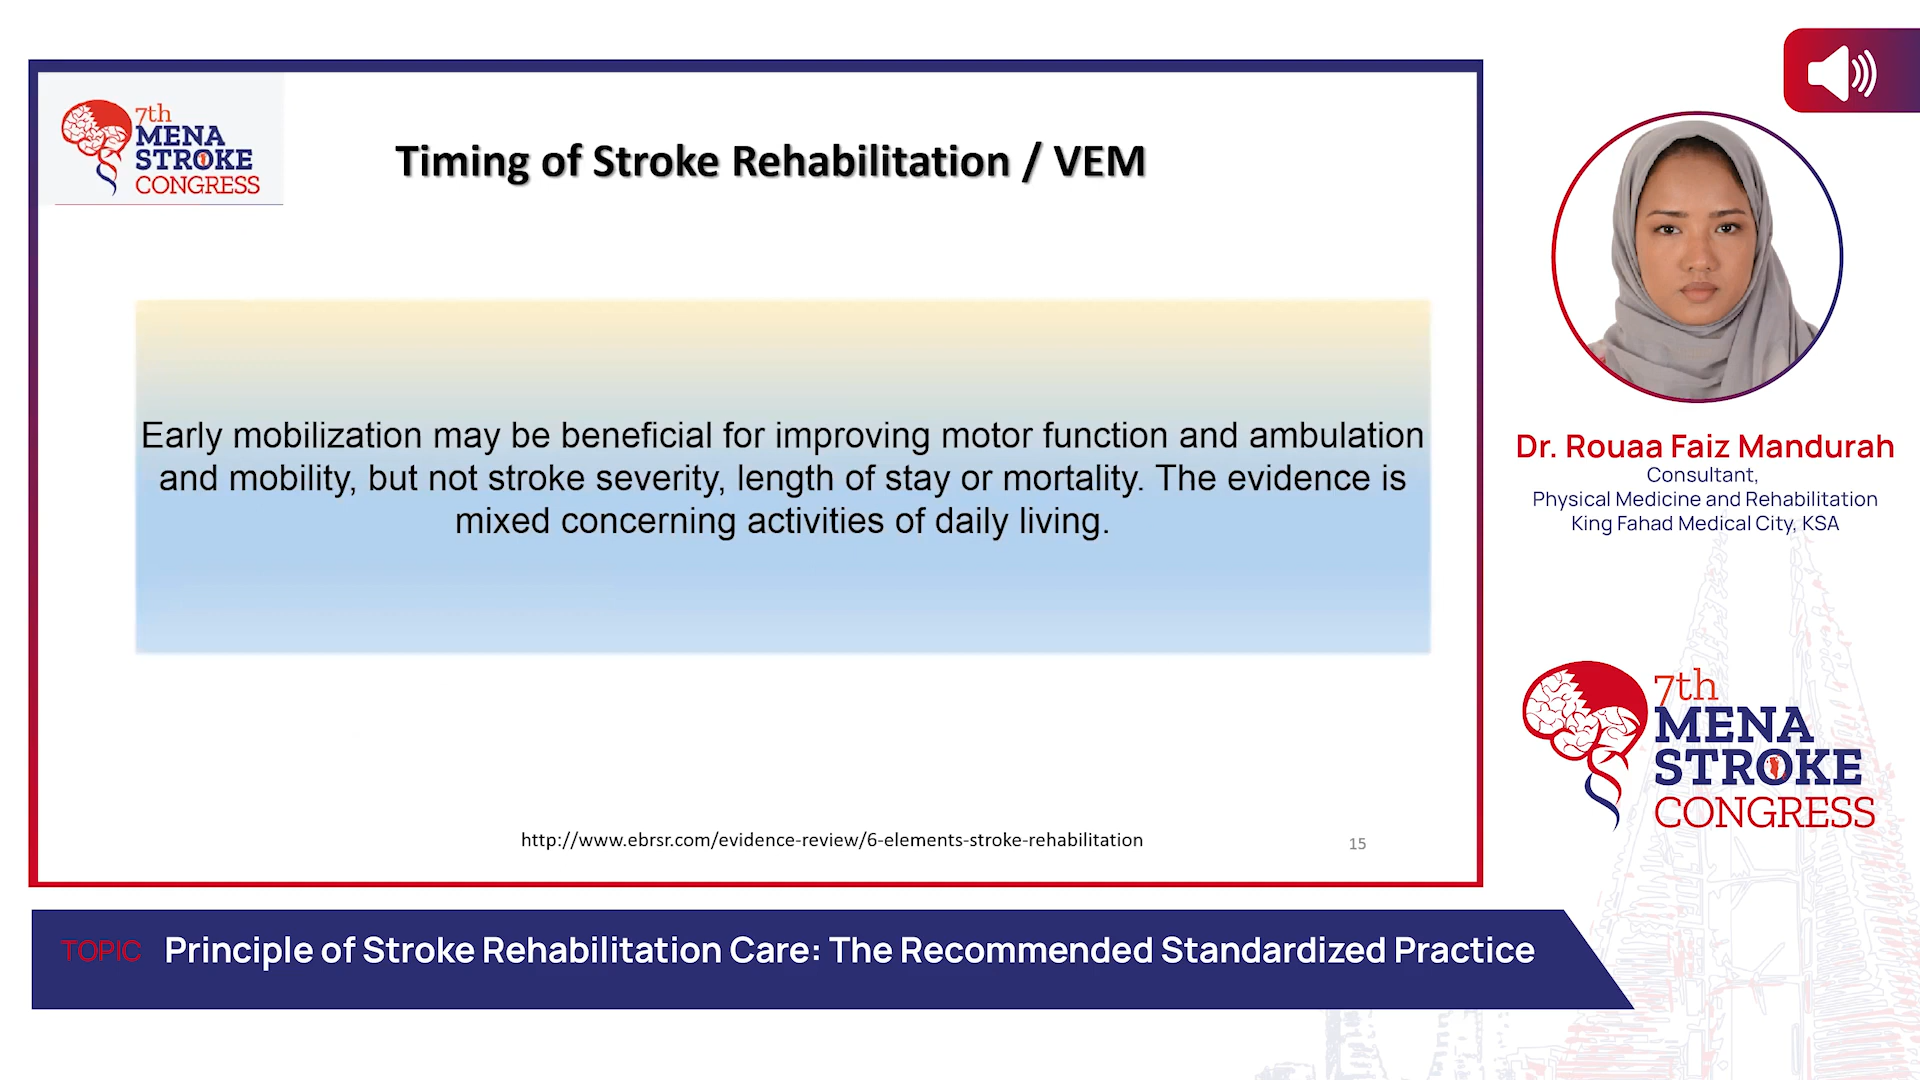 7th
MENA
STROKE
CONGRESS
Timing of Stroke Rehabilitation / VEM
Early mobilization may be beneficial for improving motor function and ambulation
and mobility, but not stroke severity, length of stay or mortality. The evidence is
mixed concerning activities of daily living.
http://www.ebrsr.com/evidence-review/6-elements-stroke-rehabilitation
15
Dr. Rouaa Faiz Mandurah
Consultant,
Physical Medicine and Rehabilitation
King Fahad Medical City, KSA
7th
MENA
STROKE
CONGRESS
TOPIC Principle of Stroke Rehabilitation Care: The Recommended Standardized Practice